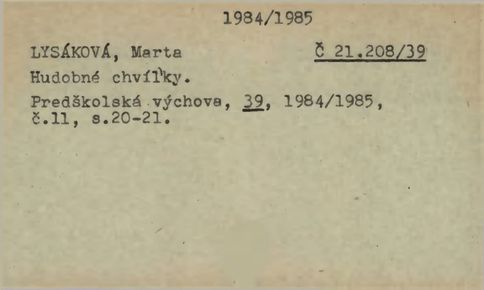 1984/1985
LYSÁKOVÁ, Marta Č 21.208/39
Hudobné chvíľky.
Predškolská výchova, 39, 1984/1985,
č.11, s.20-21.